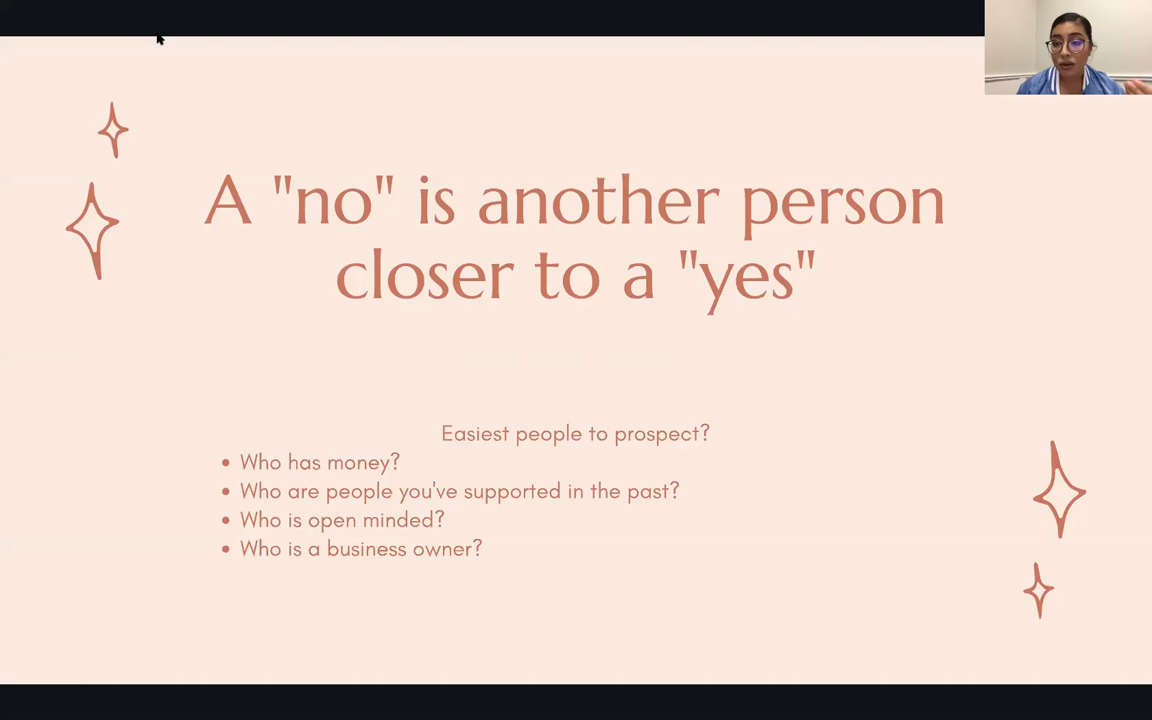 A "no" is another person
closer to a "yes"
Easiest people to prospect?
• Who has money?
• Who are people you've supported in the past?
• Who is open minded?
• Who is a business owner?